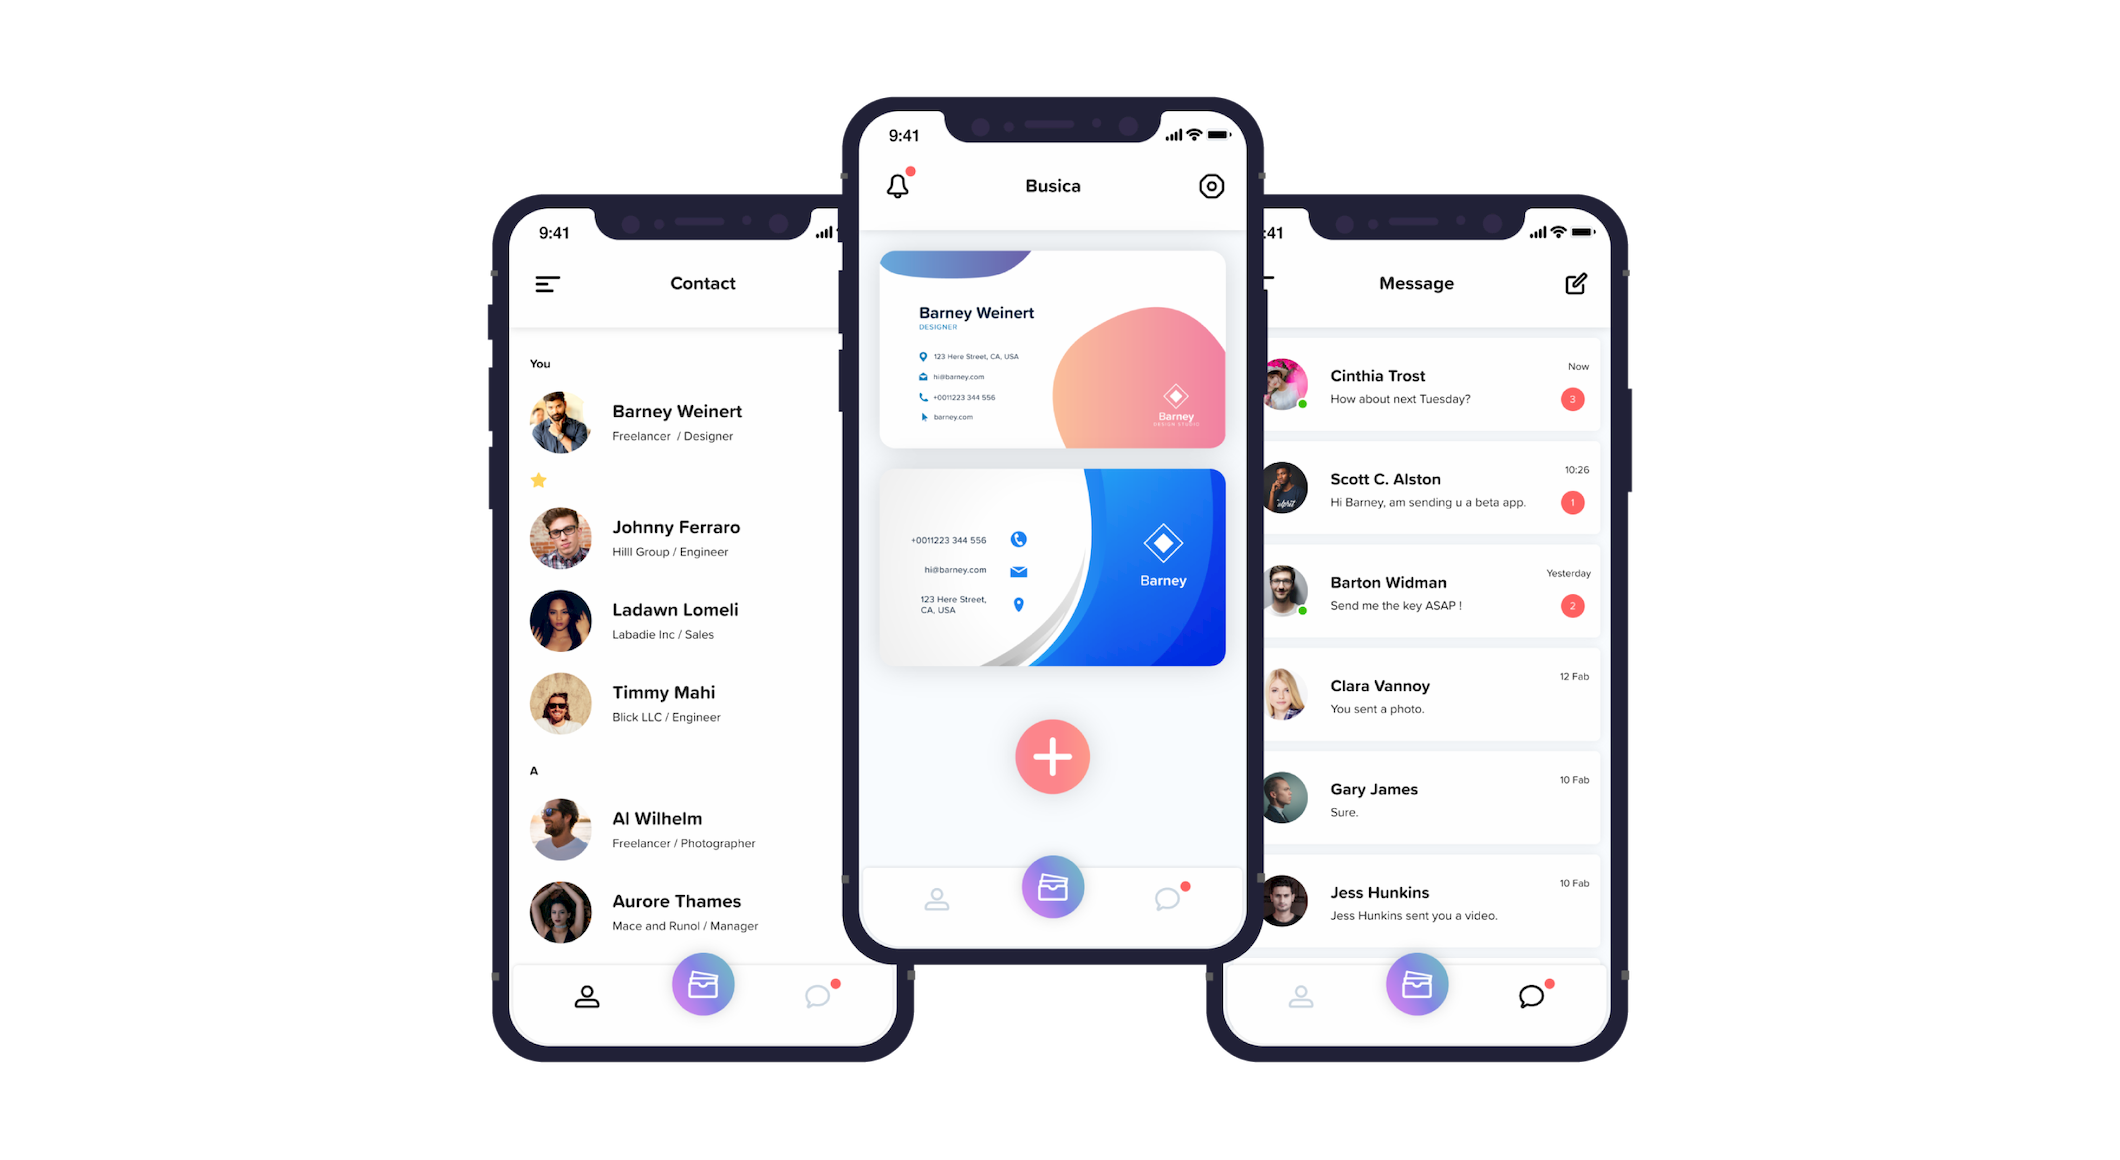 9:41
Contact
You
Barney Weinert
Freelancer / Designer
Johnny Ferraro
Hilll Group / Engineer
Ladawn Lomeli
Labadie Inc / Sales
Timmy Mahi
Blick LLC / Engineer
A
Al Wilhelm
Freelancer / Photographer
Aurore Thames
Mace and Runol / Manager
9:41
Busica
Barney Weinert
DESIGNER
123 Here Street, CA, USA
hi@barney.com
+0011223 344 556
barney.com
Barney
DESIGN STUDIO
+0011223 344 556
hi@barney.com
123 Here Street,
CA, USA
Barney
:41
Message
Cinthia Trost
Now
How about next Tuesday?
3
Scott C. Alston
10:26
Hi Barney, am sending u a beta app.
1
Barton Widman
Yesterday
Send me the key ASAP !
2
Clara Vannoy
12 Fab
You sent a photo.
Gary James
10 Fab
Sure.
Jess Hunkins
10 Fab
Jess Hunkins sent you a video.